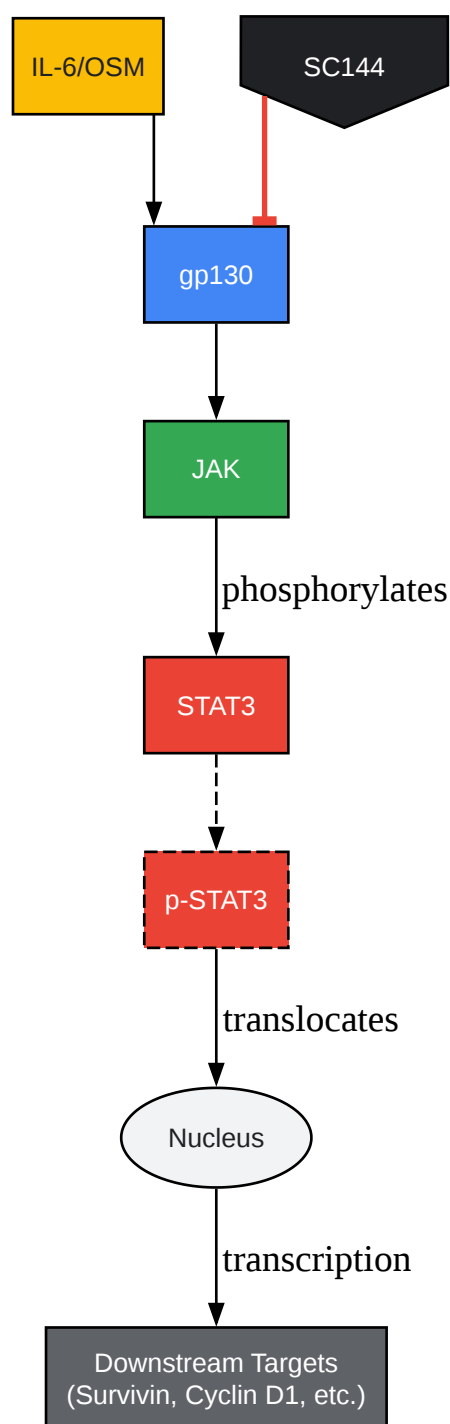 IL-6/OSM
SC144
gp130
JAK
phosphorylates
STAT3
p-STAT3
translocates
Nucleus
transcription
Downstream Targets
(Survivin, Cyclin D1, etc.)